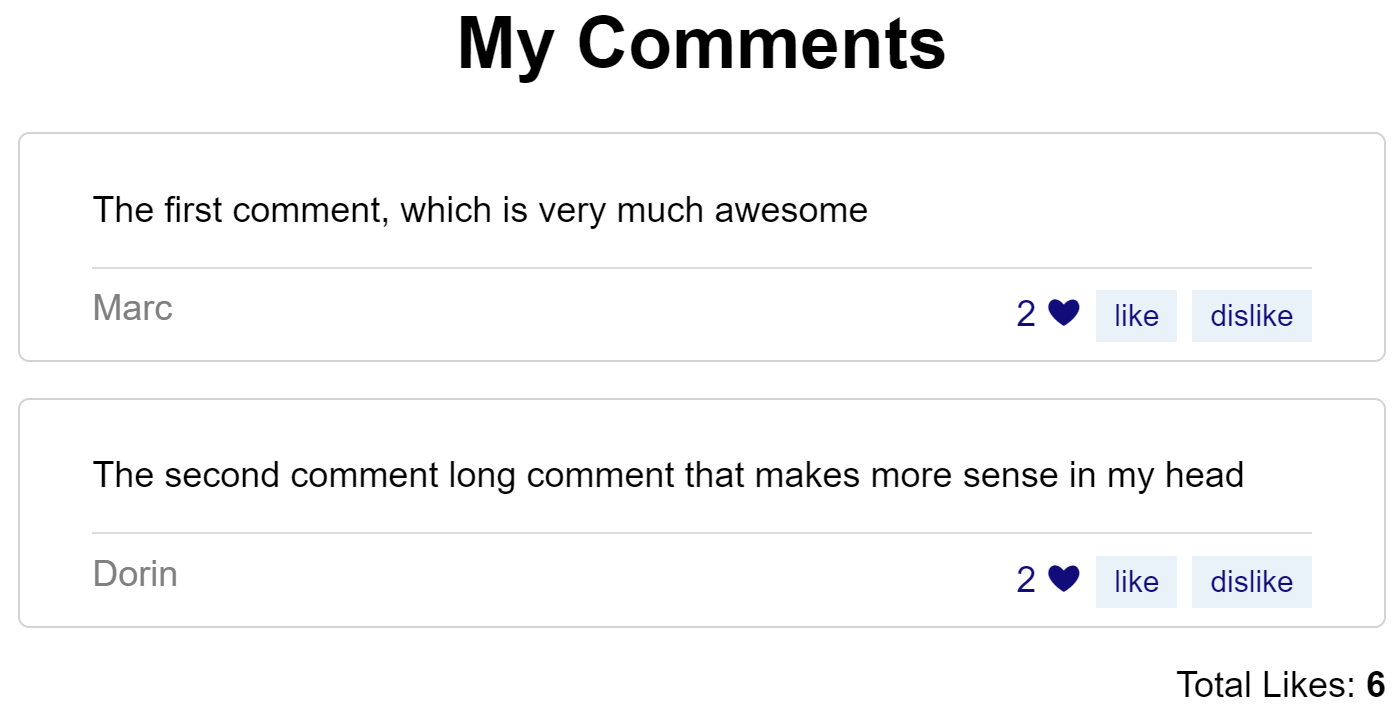 My Comments
The first comment, which is very much awesome
Marc 2 like dislike
The second comment long comment that makes more sense in my head
Dorin 2 like dislike
Total Likes: 6